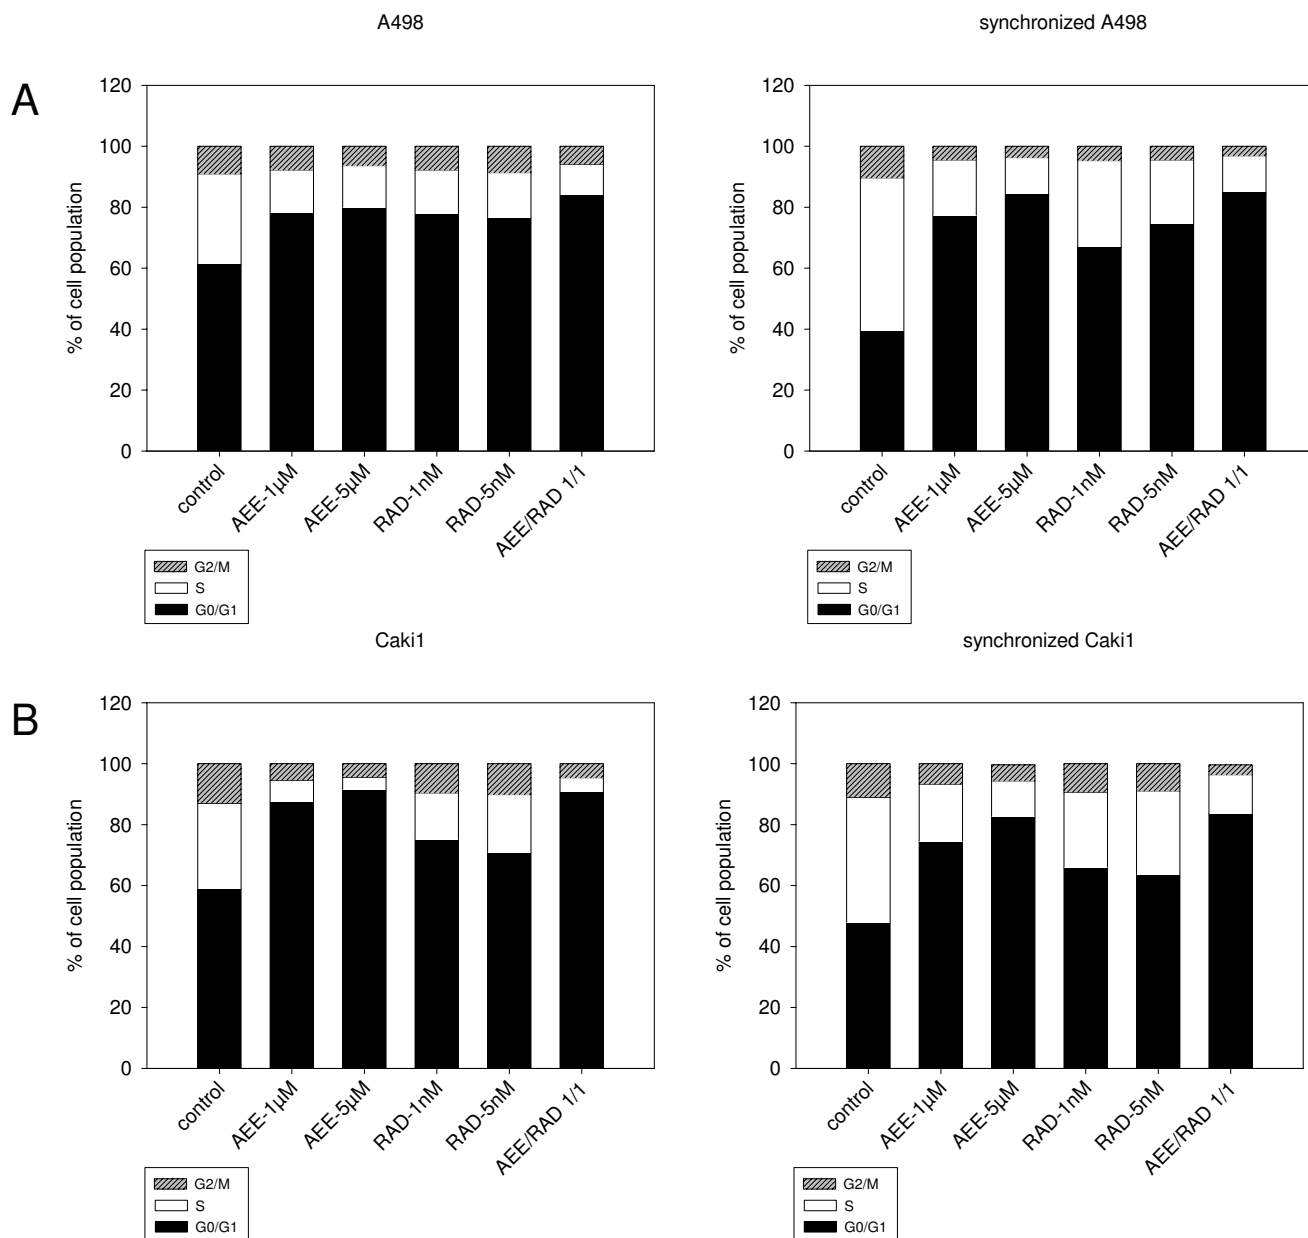 A498
synchronized A498
A
120
100
80
60
40
20
0
% of cell population
control
AEE-1µM
AEE-5µM
RAD-1nM
RAD-5nM
AEE/RAD 1/1
G2/M
S
G0/G1
120
100
80
60
40
20
0
% of cell population
control
AEE-1µM
AEE-5µM
RAD-1nM
RAD-5nM
AEE/RAD 1/1
G2/M
S
G0/G1
Caki1
synchronized Caki1
B
120
100
80
60
40
20
0
% of cell population
control
AEE-1µM
AEE-5µM
RAD-1nM
RAD-5nM
AEE/RAD 1/1
G2/M
S
G0/G1
120
100
80
60
40
20
0
% of cell population
control
AEE-1µM
AEE-5µM
RAD-1nM
RAD-5nM
AEE/RAD 1/1
G2/M
S
G0/G1